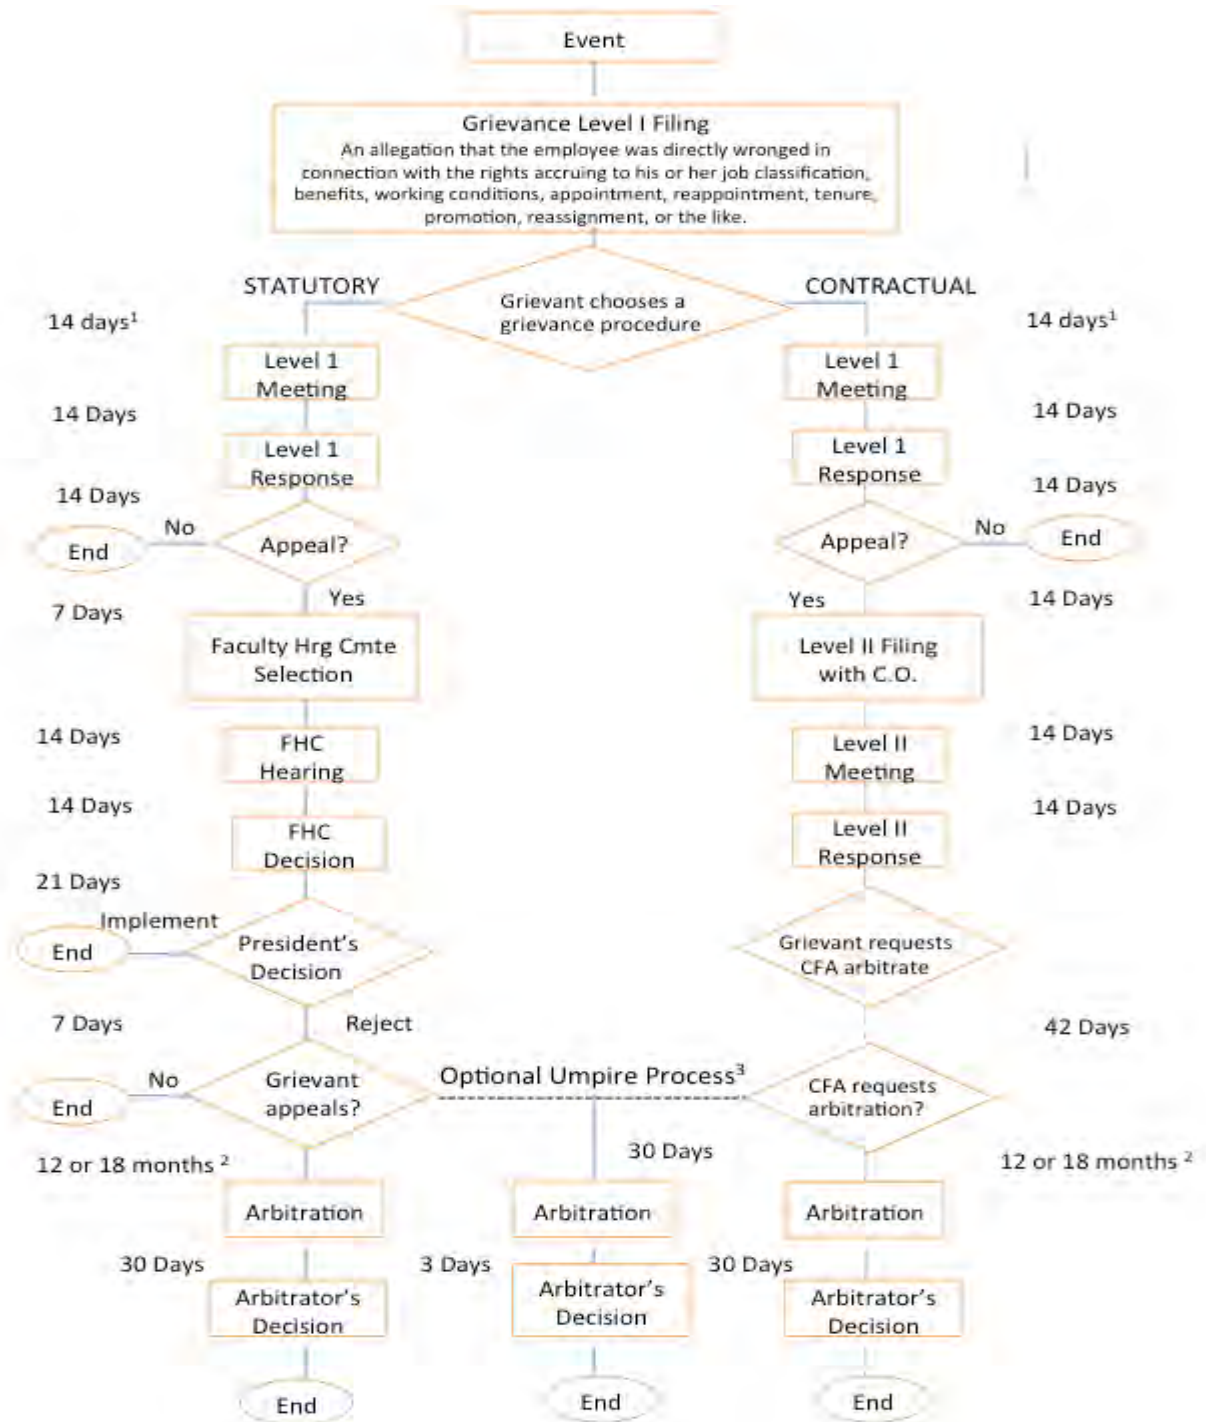 Event
Grievance Level I Filing
An allegation that the employee was directly wronged in
connection with the rights accruing to his or her job classification,
benefits, working conditions, appointment, reappointment, tenure,
promotion, reassignment, or the like.
STATUTORY
CONTRACTUAL
Grievant chooses a
grievance procedure
14 days¹
14 days¹
Level 1
Meeting
Level 1
Meeting
14 Days
14 Days
Level 1
Response
Level 1
Response
14 Days
14 Days
No
End
Appeal?
Appeal?
No
End
7 Days
Yes
Yes
14 Days
Faculty Hrg Cmte
Selection
Level II Filing
with C.O.
14 Days
14 Days
FHC
Hearing
Level II
Meeting
14 Days
14 Days
FHC
Decision
Level II
Response
21 Days
Implement
End
President's
Decision
Grievant requests
CFA arbitrate
7 Days
Reject
42 Days
No
End
Grievant
appeals?
Optional Umpire Process³
CFA requests
arbitration?
12 or 18 months ²
30 Days
12 or 18 months ²
Arbitration
Arbitration
Arbitration
30 Days
3 Days
30 Days
Arbitrator's
Decision
Arbitrator's
Decision
Arbitrator's
Decision
End
End
End